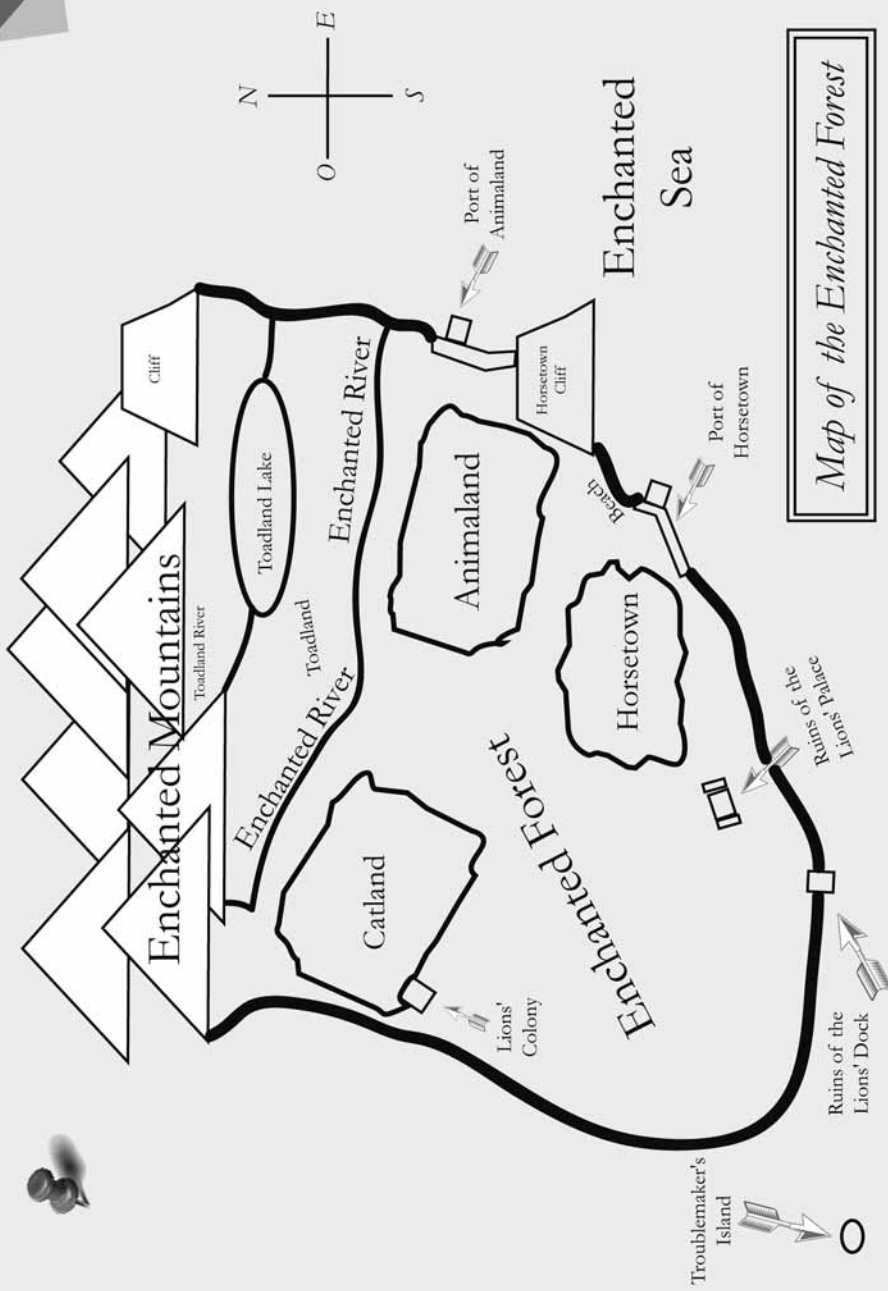 Enchanted Mountains
Cliff
Toadland River
Toadland Lake
Toadland
Enchanted River
Enchanted River
Catland
Animaland
Lions'
Colony
Enchanted Forest
Horsetown
Horsetown
Cliff
Beach
Port of
Animaland
Port of
Horsetown
Enchanted
Sea
Ruins of the
Lions' Palace
Ruins of the
Lions' Dock
Troublemaker's
Island
N
O
E
S
Map of the Enchanted Forest